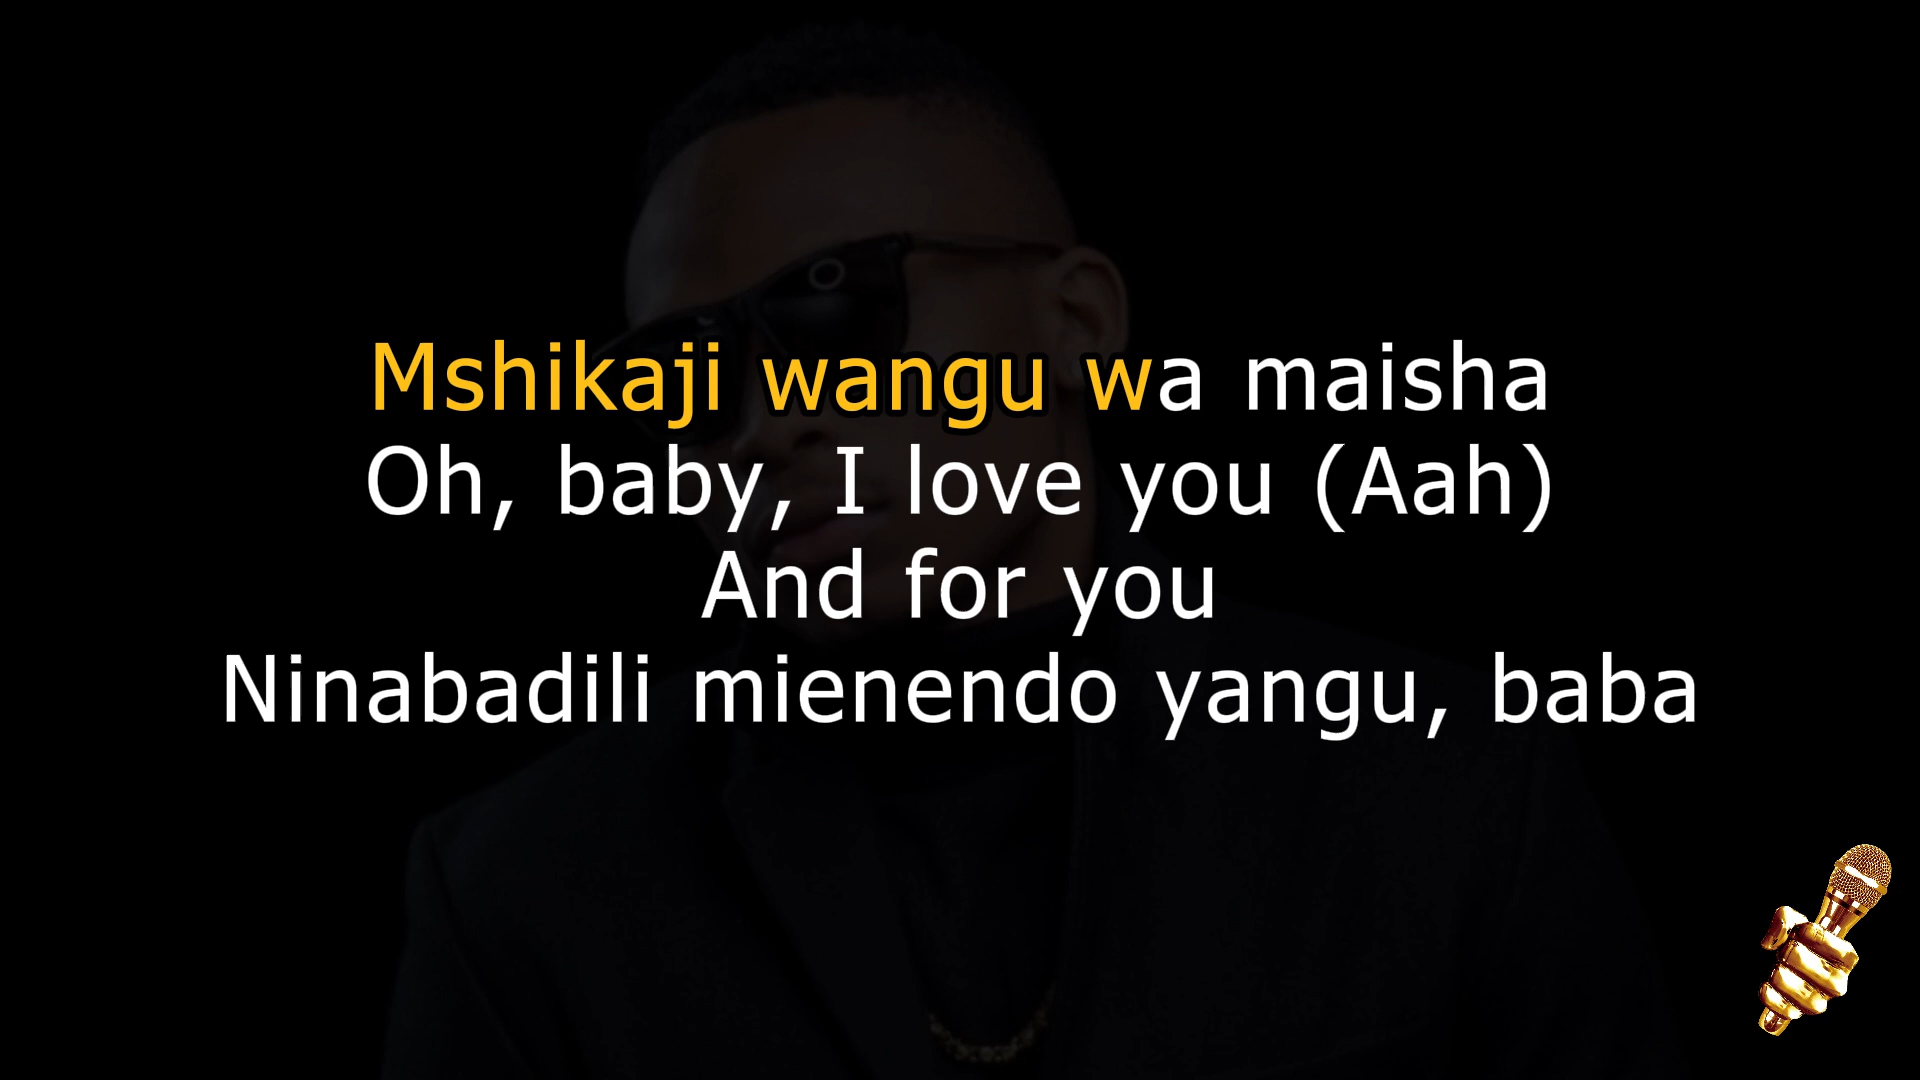 Mshikaji wangu wa maisha
Oh, baby, I love you (Aah)
And for you
Ninabadili mienendo yangu, baba